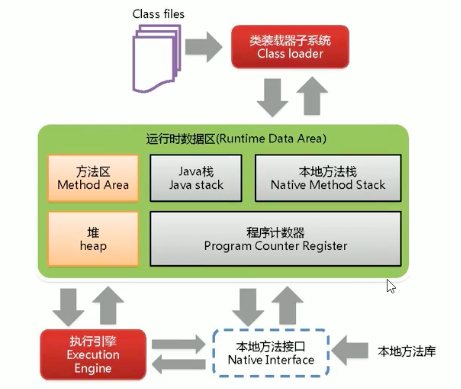 Class files
类装载器子系统
Class loader
运行时数据区(Runtime Data Area)
方法区
Method Area
Java栈
Java stack
本地方法栈
Native Method Stack
堆
heap
程序计数器
Program Counter Register
执行引擎
Execution
Engine
本地方法接口
Native Interface
本地方法库